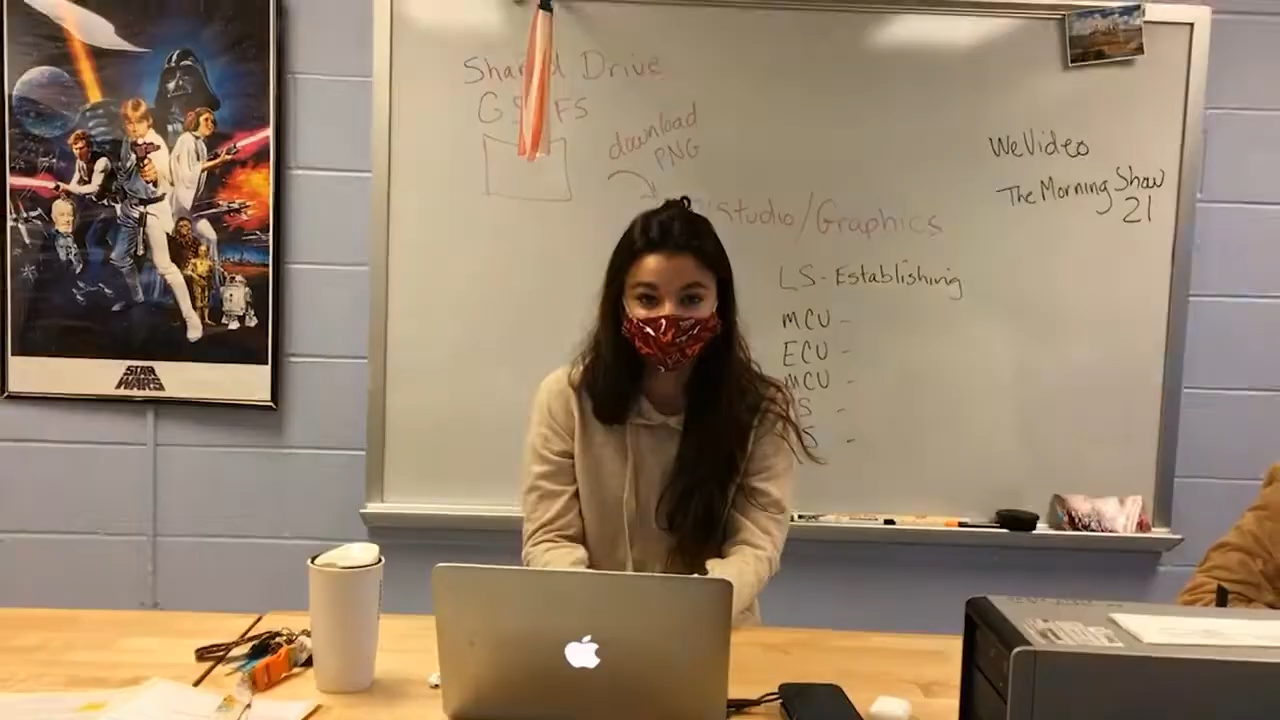 STAR
WARS
Shared Drive
download
PNG
Studio/Graphics
LS-Establishing
MCU -
ECU -
MCU -
S -
S -
WeVideo
The Morning Show
21